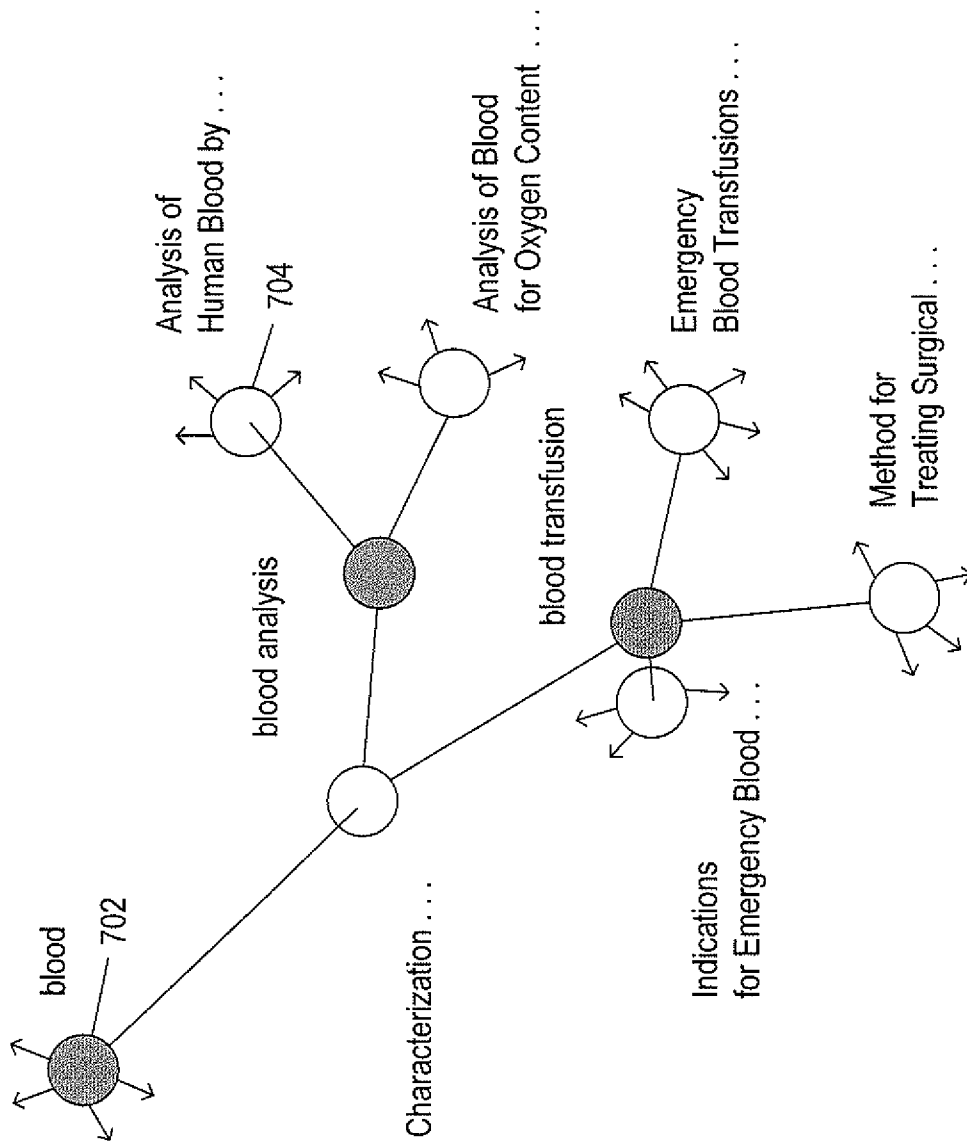 blood
702
Characterization . . .
blood analysis
Analysis of
Human Blood by . . .
704
Analysis of Blood
for Oxygen Content . . .
blood transfusion
Indications
for Emergency Blood . . .
Emergency
Blood Transfusions . . .
Method for
Treating Surgical . . .